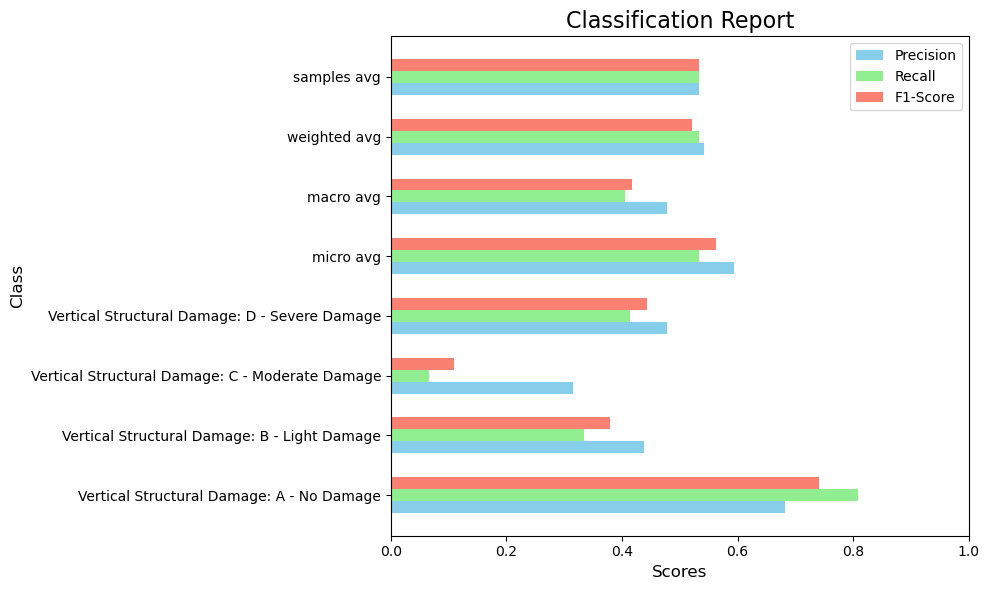 Classification Report
Precision
Recall
F1-Score
samples avg
weighted avg
macro avg
micro avg
Vertical Structural Damage: D - Severe Damage
Vertical Structural Damage: C - Moderate Damage
Vertical Structural Damage: B - Light Damage
Vertical Structural Damage: A - No Damage
Class
0.0 0.2 0.4 0.6 0.8 1.0
Scores